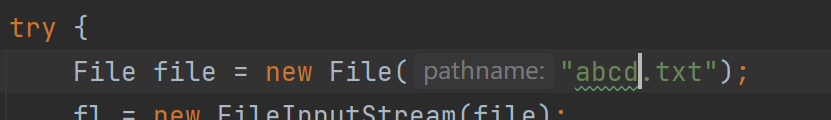 try {
File file = new File( pathname: "abcd.txt");
fl = new FileInputStream(file);